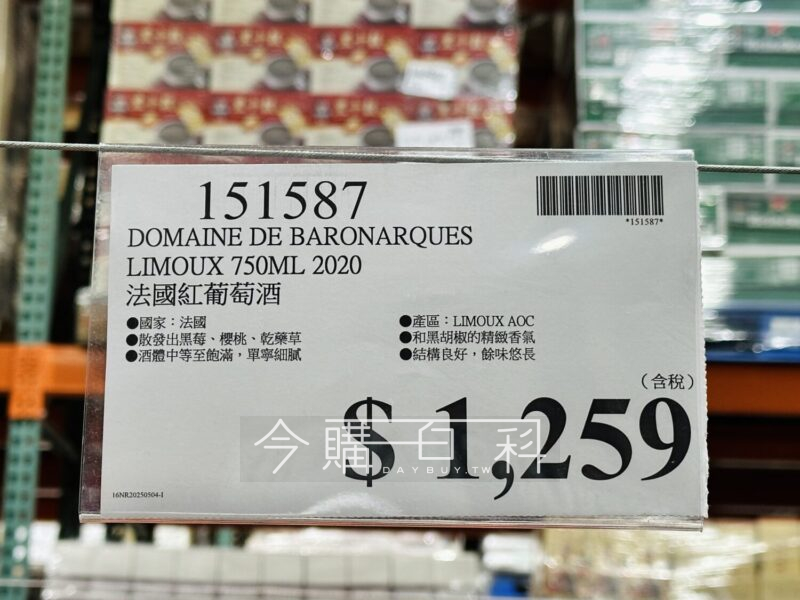 151587
*151587*
DOMAINE DE BARONARQUES
LIMOUX 750ML 2020
法國紅葡萄酒
●國家：法國
●產區：LIMOUX AOC
●散發出黑莓、櫻桃、乾藥草
●和黑胡椒的精緻香氣
●酒體中等至飽滿，單寧細膩
●結構良好，餘味悠長
（含稅）
$ 1,259
今購百科
DAYBUY.TW
16NR20250504-I